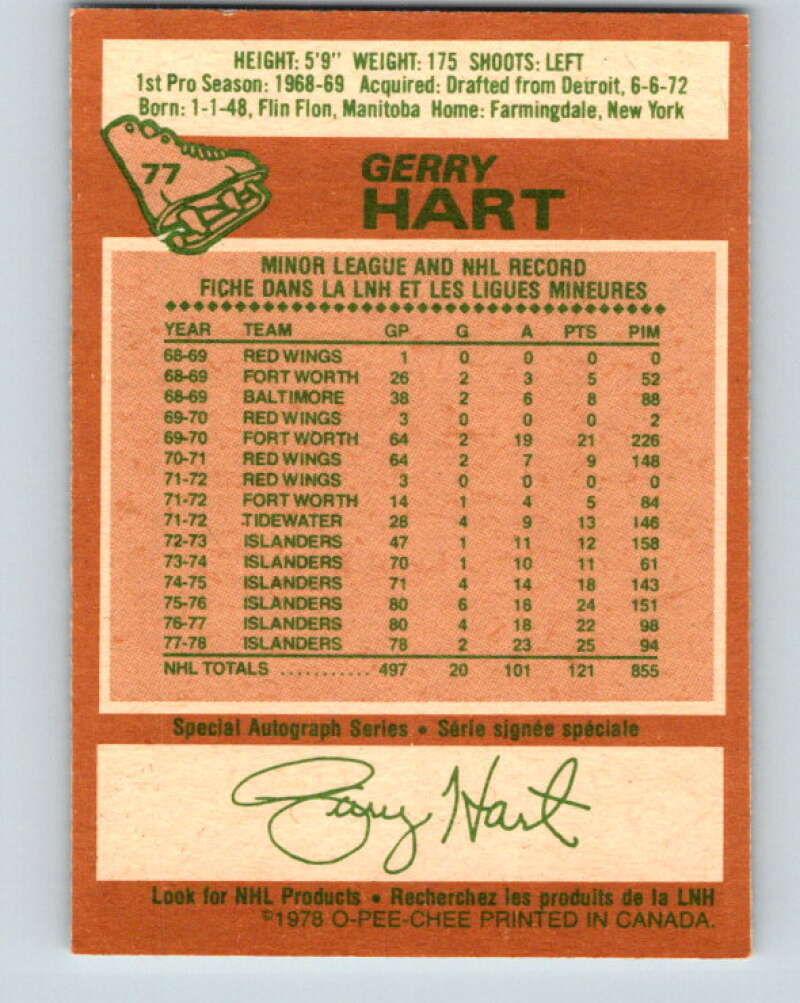 HEIGHT: 5'9" WEIGHT: 175 SHOOTS: LEFT
1st Pro Season: 1968-69 Acquired: Drafted from Detroit, 6-6-72
Born: 1-1-48, Flin Flon, Manitoba Home: Farmingdale, New York
77
GERRY
HART
MINOR LEAGUE AND NHL RECORD
FICHE DANS LA LNH ET LES LIGUES MINEURES
YEAR TEAM GP G A PTS PIM
68-69 RED WINGS 1 0 0 0 0
68-69 FORT WORTH 26 2 3 5 52
68-69 BALTIMORE 38 2 6 8 88
69-70 RED WINGS 3 0 0 0 2
69-70 FORT WORTH 64 2 19 21 226
70-71 RED WINGS 64 2 7 9 148
71-72 RED WINGS 3 0 0 0 0
71-72 FORT WORTH 14 1 4 5 84
71-72 TIDEWATER 28 4 9 13 146
72-73 ISLANDERS 47 1 11 12 158
73-74 ISLANDERS 70 1 10 11 61
74-75 ISLANDERS 71 4 14 18 143
75-76 ISLANDERS 80 6 18 24 151
76-77 ISLANDERS 80 4 18 22 98
77-78 ISLANDERS 78 2 23 25 94
NHL TOTALS ........... 497 20 101 121 855
Special Autograph Series • Série signée spéciale
Gerry Hart
Look for NHL Products • Recherchez les produits de la LNH
©1978 O-PEE-CHEE PRINTED IN CANADA.